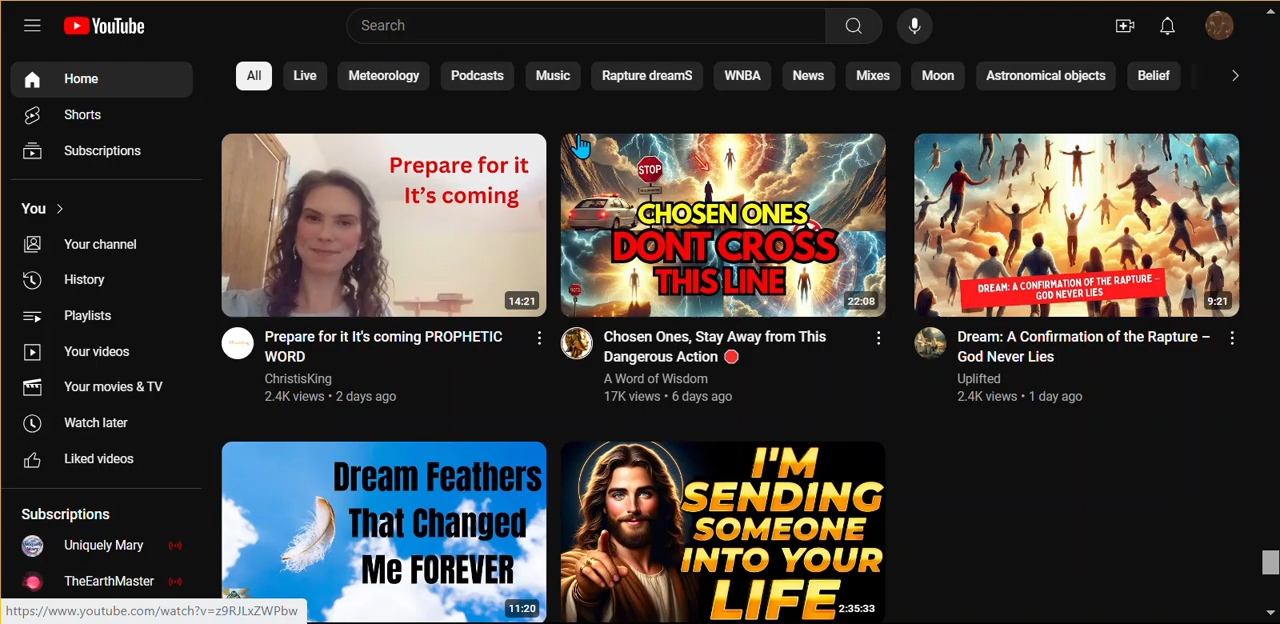 YouTube
Search
Home
Shorts
Subscriptions
You
Your channel
History
Playlists
Your videos
Your movies & TV
Watch later
Liked videos
Subscriptions
Uniquely Mary
TheEarthMaster
https://www.youtube.com/watch?v=z9RJLxZWPbw
All Live Meteorology Podcasts Music Rapture dreamS WNBA News Mixes Moon Astronomical objects Belief
Prepare for it
It's coming
14:21
Prepare for it It's coming PROPHETIC
WORD
ChristisKing
2.4K views • 2 days ago
STOP
CHOSEN ONES
DONT CROSS
THIS LINE
22:08
Chosen Ones, Stay Away from This
Dangerous Action
A Word of Wisdom
17K views • 6 days ago
DREAM: A CONFIRMATION OF THE RAPTURE –
GOD NEVER LIES
9:21
Dream: A Confirmation of the Rapture –
God Never Lies
Uplifted
2.4K views • 1 day ago
Dream Feathers
That Changed
Me FOREVER
11:20
I'M
SENDING
SOMEONE
INTO YOUR
LIFE
2:35:33